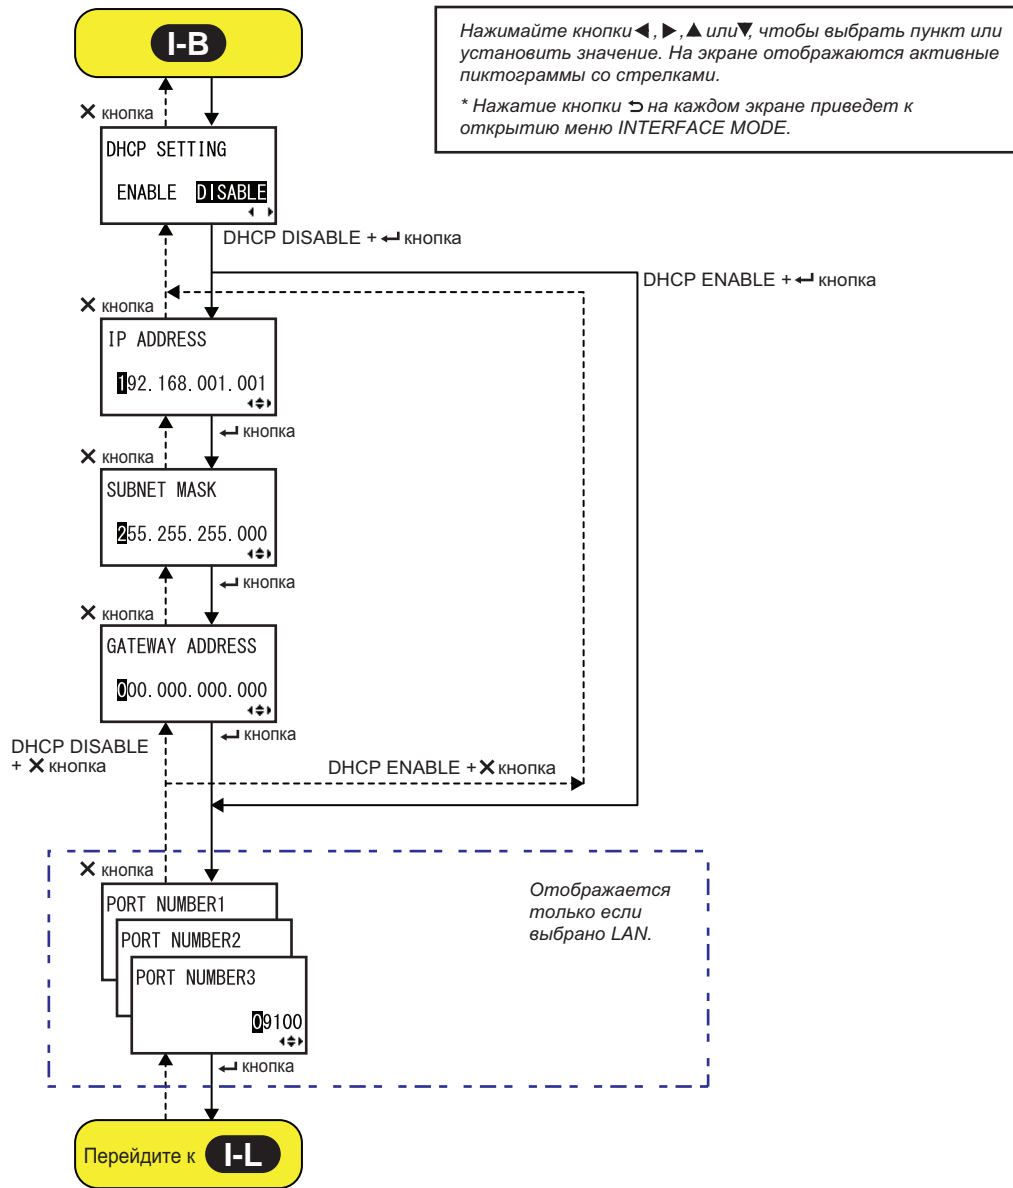 I-B
Нажимайте кнопки ◀, ▶, ▲ или ▼, чтобы выбрать пункт или
установить значение. На экране отображаются активные
пиктограммы со стрелками.
* Нажатие кнопки ⮌ на каждом экране приведет к
открытию меню INTERFACE MODE.
✕ кнопка
DHCP SETTING
ENABLE DISABLE
DHCP DISABLE + ↵ кнопка
DHCP ENABLE + ↵ кнопка
✕ кнопка
IP ADDRESS
192.168.001.001
↵ кнопка
✕ кнопка
SUBNET MASK
255.255.255.000
↵ кнопка
✕ кнопка
GATEWAY ADDRESS
000.000.000.000
↵ кнопка
DHCP DISABLE
+ ✕ кнопка
DHCP ENABLE + ✕ кнопка
✕ кнопка
PORT NUMBER1
PORT NUMBER2
PORT NUMBER3
09100
Отображается
только если
выбрано LAN.
↵ кнопка
Перейдите к I-L